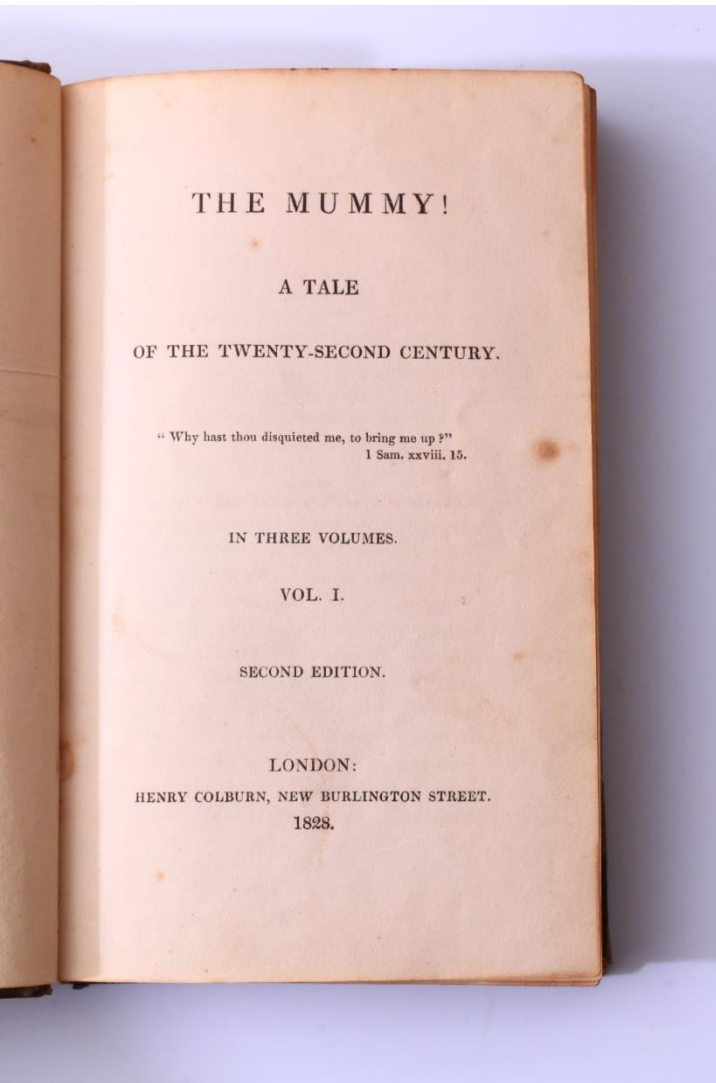 THE MUMMY!
A TALE
OF THE TWENTY-SECOND CENTURY.
“ Why hast thou disquieted me, to bring me up ?”
1 Sam. xxviii. 15.
IN THREE VOLUMES.
VOL. I.
SECOND EDITION.
LONDON:
HENRY COLBURN, NEW BURLINGTON STREET.
1828.